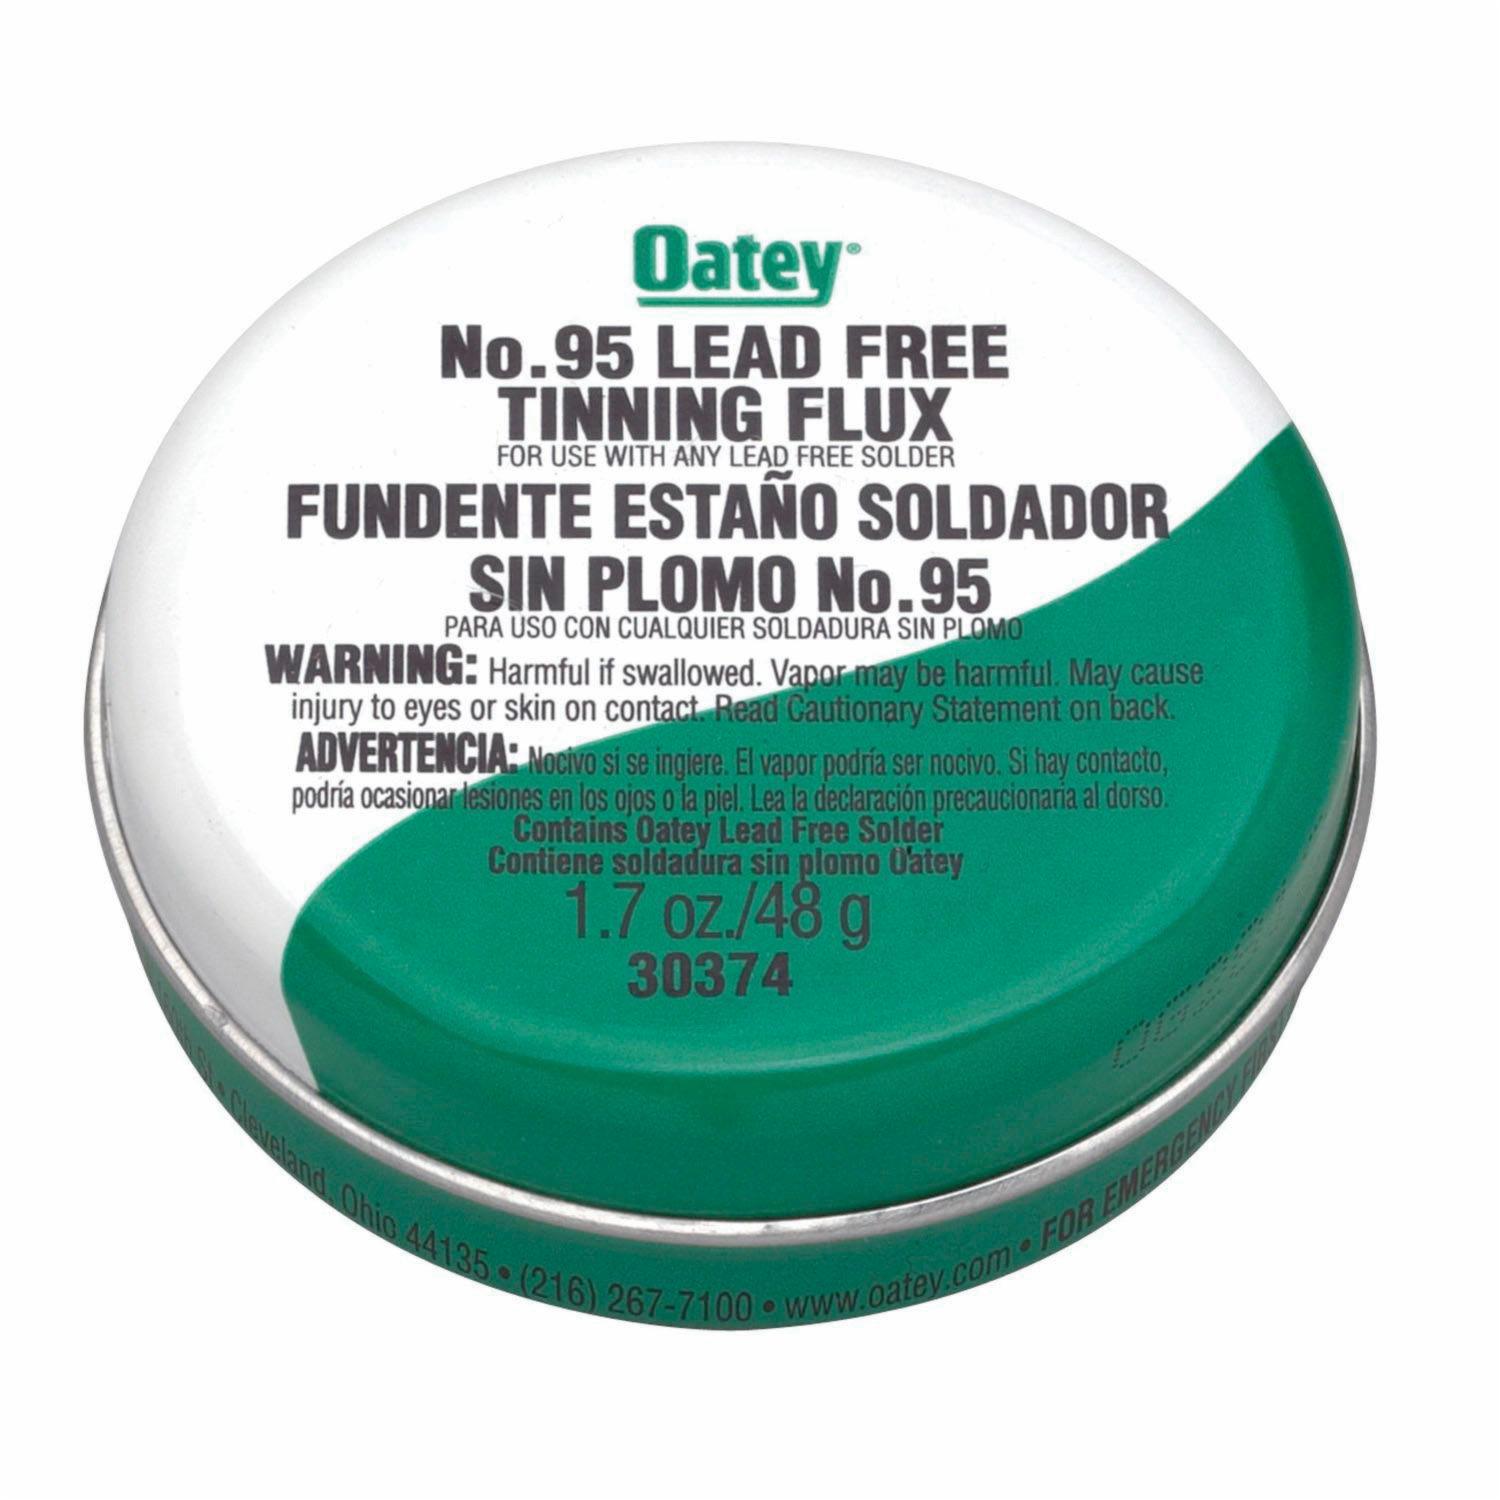 Oatey®
No. 95 LEAD FREE
TINNING FLUX
FOR USE WITH ANY LEAD FREE SOLDER
FUNDENTE ESTAÑO SOLDADOR
SIN PLOMO No. 95
PARA USO CON CUALQUIER SOLDADURA SIN PLOMO
WARNING: Harmful if swallowed. Vapor may be harmful. May cause
injury to eyes or skin on contact. Read Cautionary Statement on back.
ADVERTENCIA: Nocivo si se ingiere. El vapor podría ser nocivo. Si hay contacto,
podría ocasionar lesiones en los ojos o la piel. Lea la declaración precaucionaria al dorso.
Contains Oatey Lead Free Solder
Contiene soldadura sin plomo Oatey
1.7 oz./48 g
30374
St. • Cleveland, Ohio 44135 • (216) 267-7100 • www.oatey.com • FOR EMERGENCY